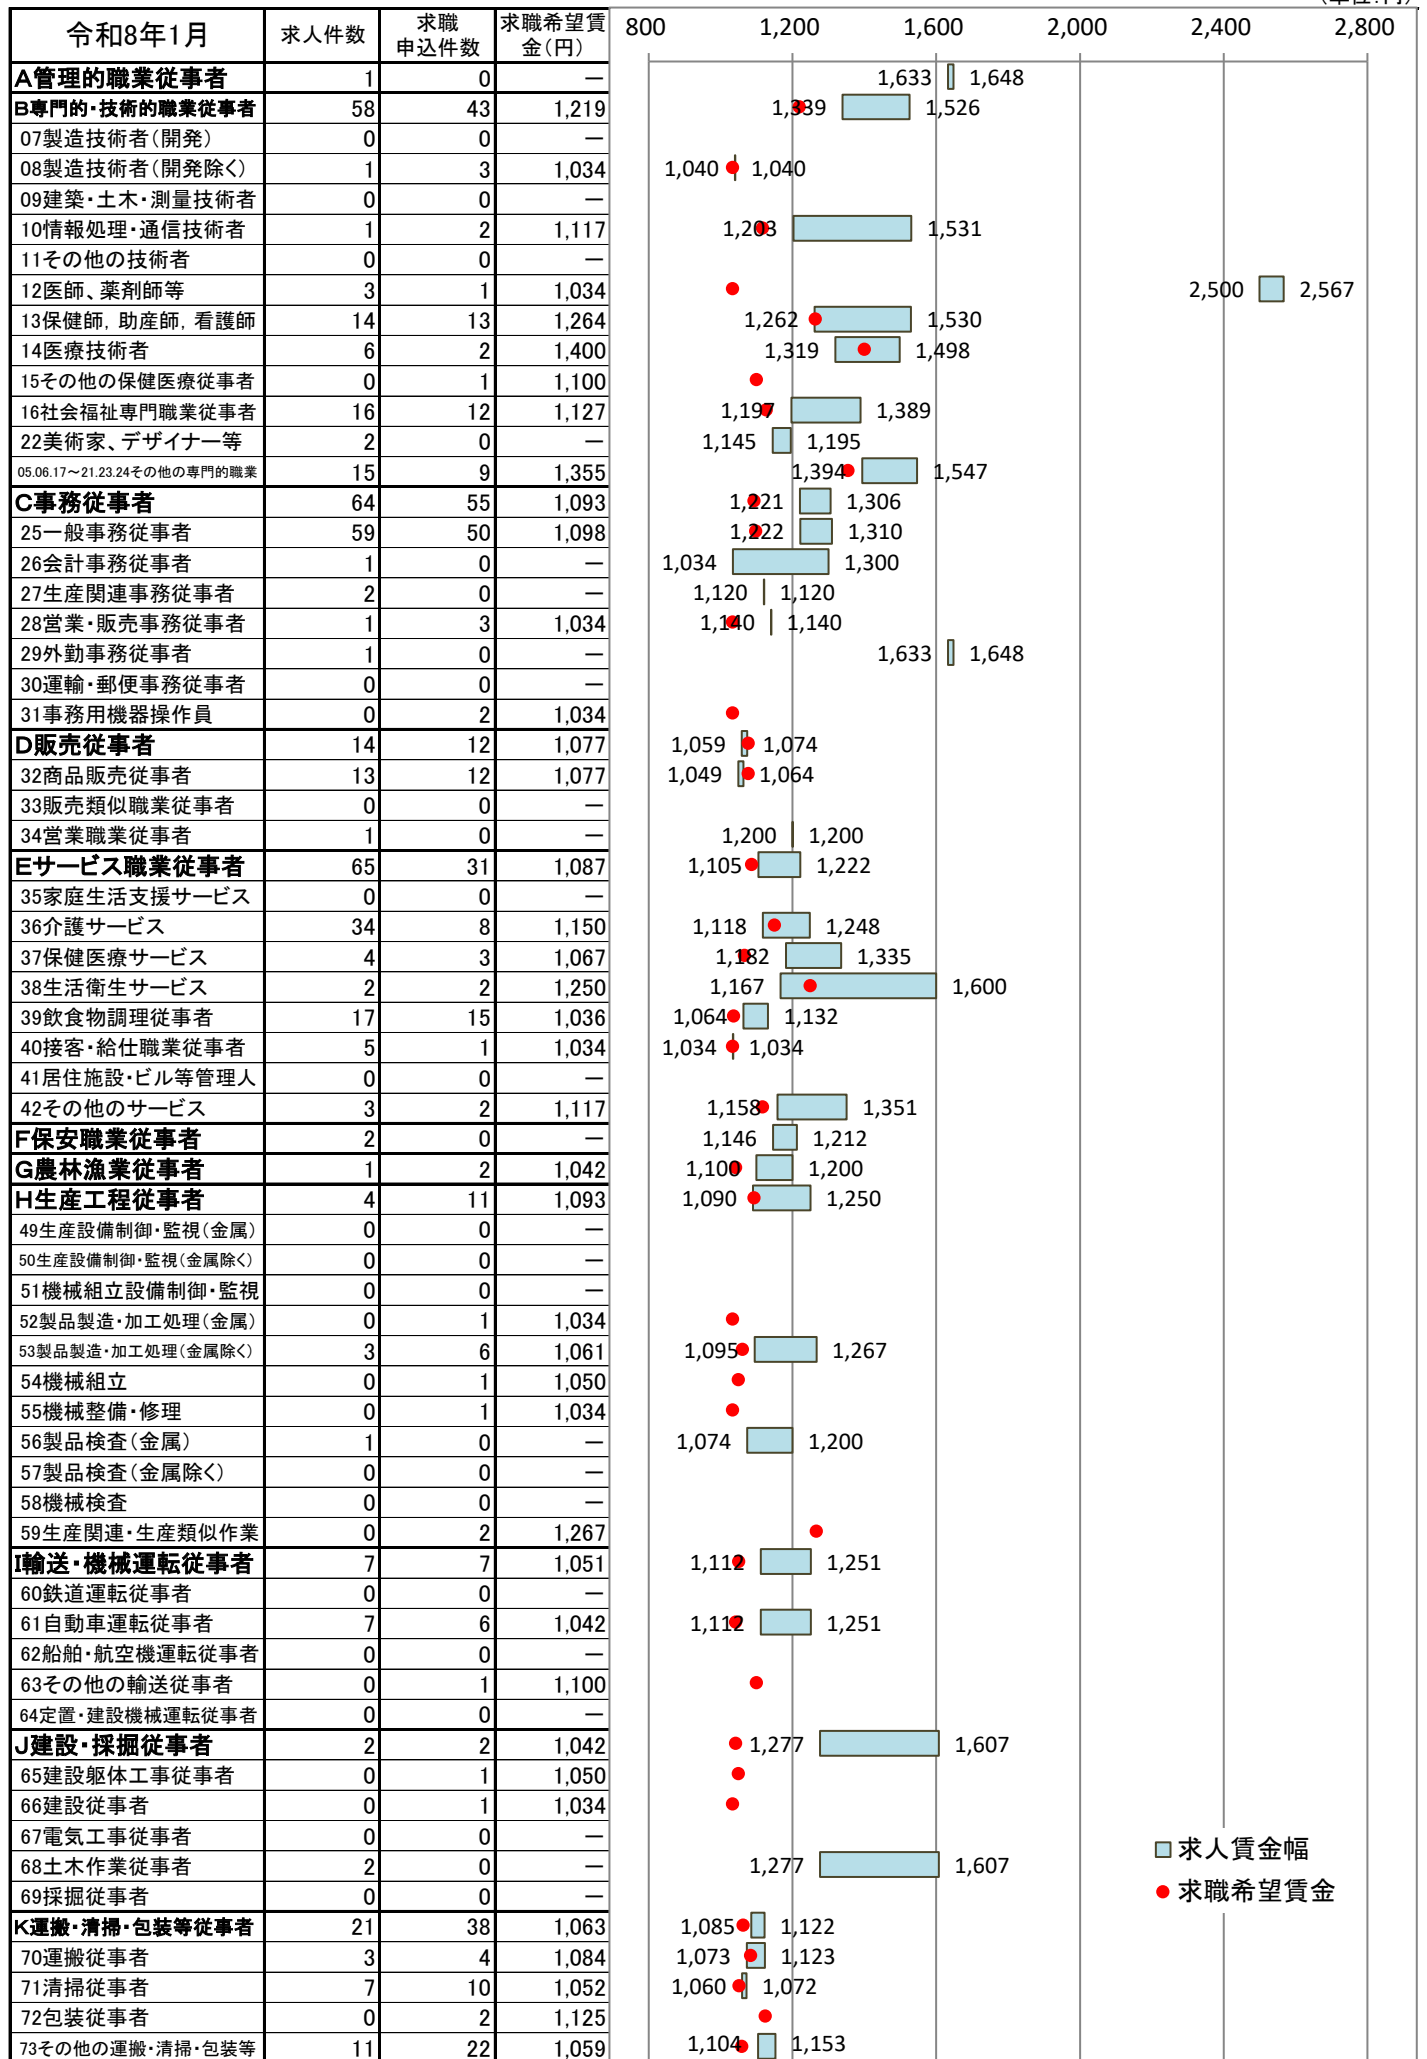 (単位：円)
令和8年1月 求人件数 求職申込件数 求職希望賃金(円) 800 1,200 1,600 2,000 2,400 2,800
A管理的職業従事者 1 0 － 1,633 1,648
B専門的・技術的職業従事者 58 43 1,219 1,339 1,526
07製造技術者(開発) 0 0 －
08製造技術者(開発除く) 1 3 1,034 1,040 1,040
09建築・土木・測量技術者 0 0 －
10情報処理・通信技術者 1 2 1,117 1,203 1,531
11その他の技術者 0 0 －
12医師、薬剤師等 3 1 1,034 2,500 2,567
13保健師，助産師，看護師 14 13 1,264 1,262 1,530
14医療技術者 6 2 1,400 1,319 1,498
15その他の保健医療従事者 0 1 1,100
16社会福祉専門職業従事者 16 12 1,127 1,197 1,389
22美術家、デザイナー等 2 0 － 1,145 1,195
05.06.17～21.23.24その他の専門的職業 15 9 1,355 1,394 1,547
C事務従事者 64 55 1,093 1,221 1,306
25一般事務従事者 59 50 1,098 1,222 1,310
26会計事務従事者 1 0 － 1,034 1,300
27生産関連事務従事者 2 0 － 1,120 1,120
28営業・販売事務従事者 1 3 1,034 1,140 1,140
29外勤事務従事者 1 0 － 1,633 1,648
30運輸・郵便事務従事者 0 0 －
31事務用機器操作員 0 2 1,034
D販売従事者 14 12 1,077 1,059 1,074
32商品販売従事者 13 12 1,077 1,049 1,064
33販売類似職業従事者 0 0 －
34営業職業従事者 1 0 － 1,200 1,200
Eサービス職業従事者 65 31 1,087 1,105 1,222
35家庭生活支援サービス 0 0 －
36介護サービス 34 8 1,150 1,118 1,248
37保健医療サービス 4 3 1,067 1,182 1,335
38生活衛生サービス 2 2 1,250 1,167 1,600
39飲食物調理従事者 17 15 1,036 1,064 1,132
40接客・給仕職業従事者 5 1 1,034 1,034 1,034
41居住施設・ビル等管理人 0 0 －
42その他のサービス 3 2 1,117 1,158 1,351
F保安職業従事者 2 0 － 1,146 1,212
G農林漁業従事者 1 2 1,042 1,100 1,200
H生産工程従事者 4 11 1,093 1,090 1,250
49生産設備制御・監視(金属) 0 0 －
50生産設備制御・監視(金属除く) 0 0 －
51機械組立設備制御・監視 0 0 －
52製品製造・加工処理(金属) 0 1 1,034
53製品製造・加工処理(金属除く) 3 6 1,061 1,095 1,267
54機械組立 0 1 1,050
55機械整備・修理 0 1 1,034
56製品検査(金属) 1 0 － 1,074 1,200
57製品検査(金属除く) 0 0 －
58機械検査 0 0 －
59生産関連・生産類似作業 0 2 1,267
I輸送・機械運転従事者 7 7 1,051 1,112 1,251
60鉄道運転従事者 0 0 －
61自動車運転従事者 7 6 1,042 1,112 1,251
62船舶・航空機運転従事者 0 0 －
63その他の輸送従事者 0 1 1,100
64定置・建設機械運転従事者 0 0 －
J建設・採掘従事者 2 2 1,042 1,277 1,607
65建設躯体工事従事者 0 1 1,050
66建設従事者 0 1 1,034
67電気工事従事者 0 0 －
求人賃金幅
68土木作業従事者 2 0 － 1,277 1,607
69採掘従事者 0 0 －
求職希望賃金
K運搬・清掃・包装等従事者 21 38 1,063 1,085 1,122
70運搬従事者 3 4 1,084 1,073 1,123
71清掃従事者 7 10 1,052 1,060 1,072
72包装従事者 0 2 1,125
73その他の運搬・清掃・包装等 11 22 1,059 1,104 1,153